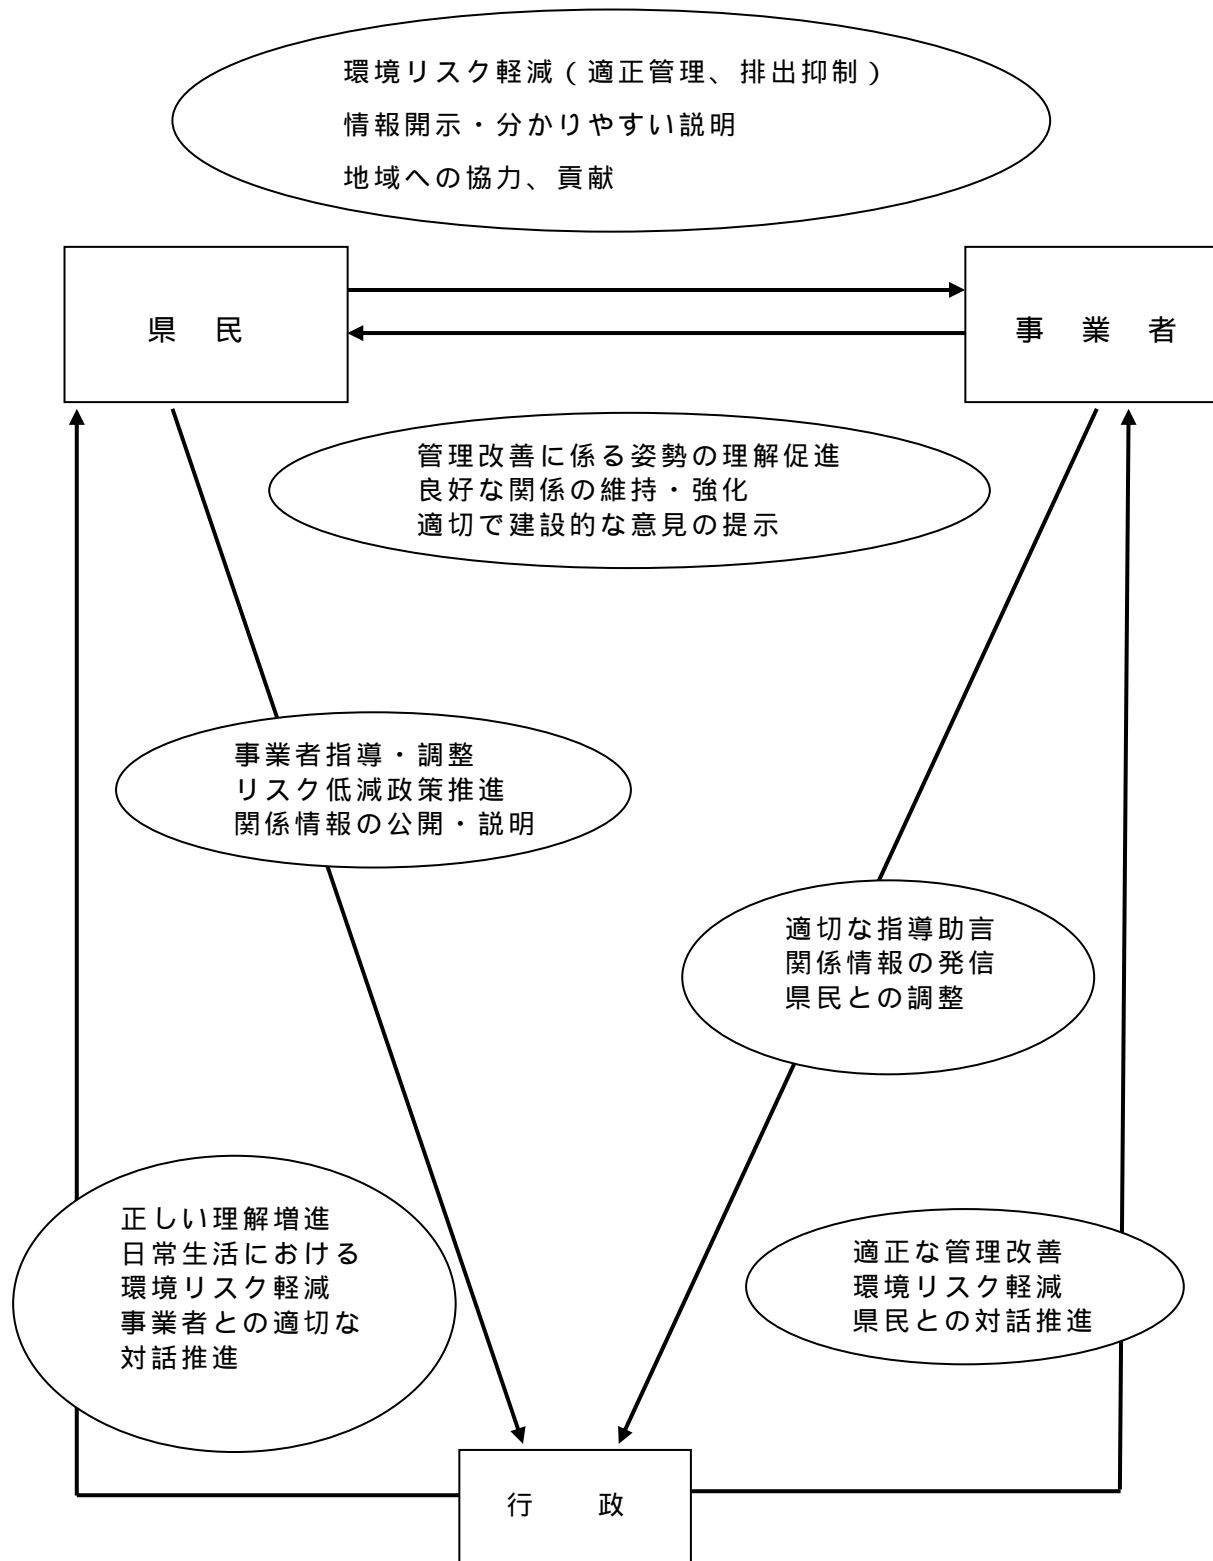 環境リスク軽減（適正管理、排出抑制）
情報開示・分かりやすい説明
地域への協力、貢献
県　民
事　業　者
管理改善に係る姿勢の理解促進
良好な関係の維持・強化
適切で建設的な意見の提示
事業者指導・調整
リスク低減政策推進
関係情報の公開・説明
適切な指導助言
関係情報の発信
県民との調整
正しい理解増進
日常生活における
環境リスク軽減
事業者との適切な
対話推進
適正な管理改善
環境リスク軽減
県民との対話推進
行　　政